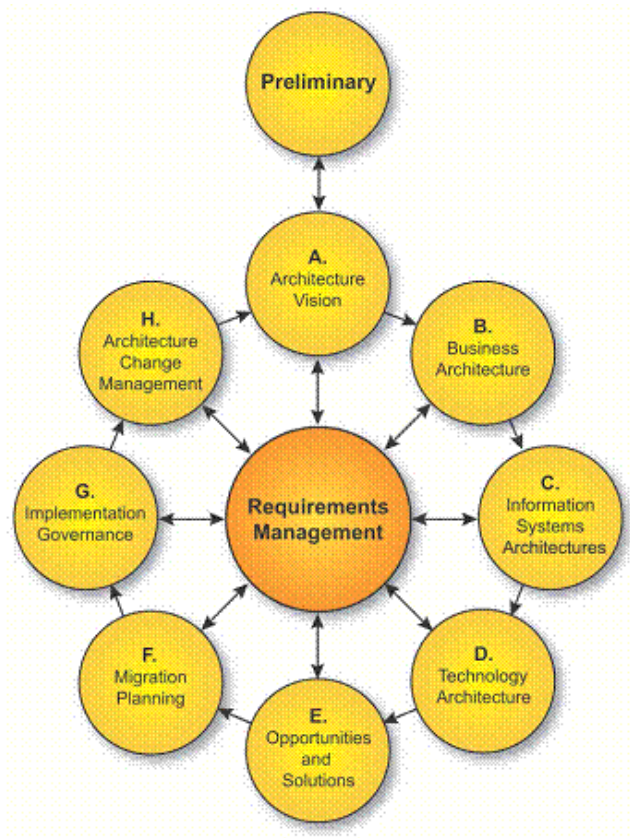 Preliminary
A.
Architecture
Vision
B.
Business
Architecture
C.
Information
Systems
Architectures
D.
Technology
Architecture
E.
Opportunities
and
Solutions
F.
Migration
Planning
G.
Implementation
Governance
H.
Architecture
Change
Management
Requirements
Management